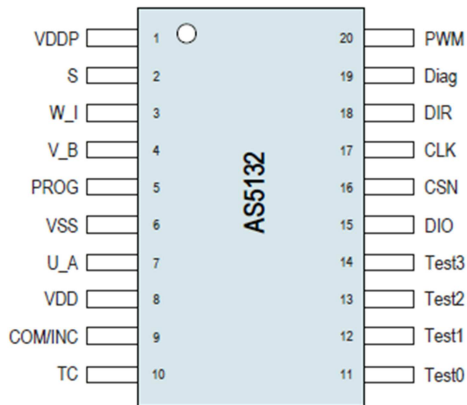 VDDP 1 20 PWM
S 2 19 Diag
W_I 3 18 DIR
V_B 4 17 CLK
PROG 5 16 CSN
VSS 6 15 DIO
U_A 7 14 Test3
VDD 8 13 Test2
COM/INC 9 12 Test1
TC 10 11 Test0
AS5132